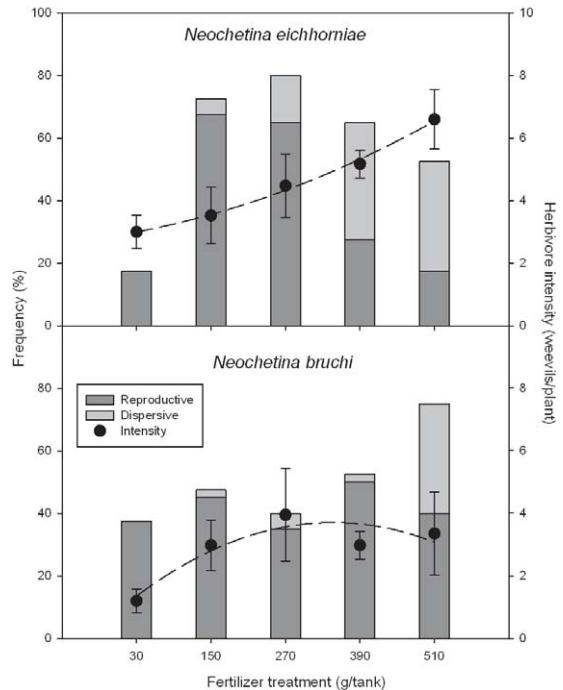 100
80
60
40
20
0
Neochetina eichhorniae
10
8
6
4
2
0
Frequency (%)
Herbivore intensity (weevils/plant)
Neochetina bruchi
Reproductive
Dispersive
Intensity
80
60
40
20
0
8
6
4
2
0
30 150 270 390 510
Fertilizer treatment (g/tank)